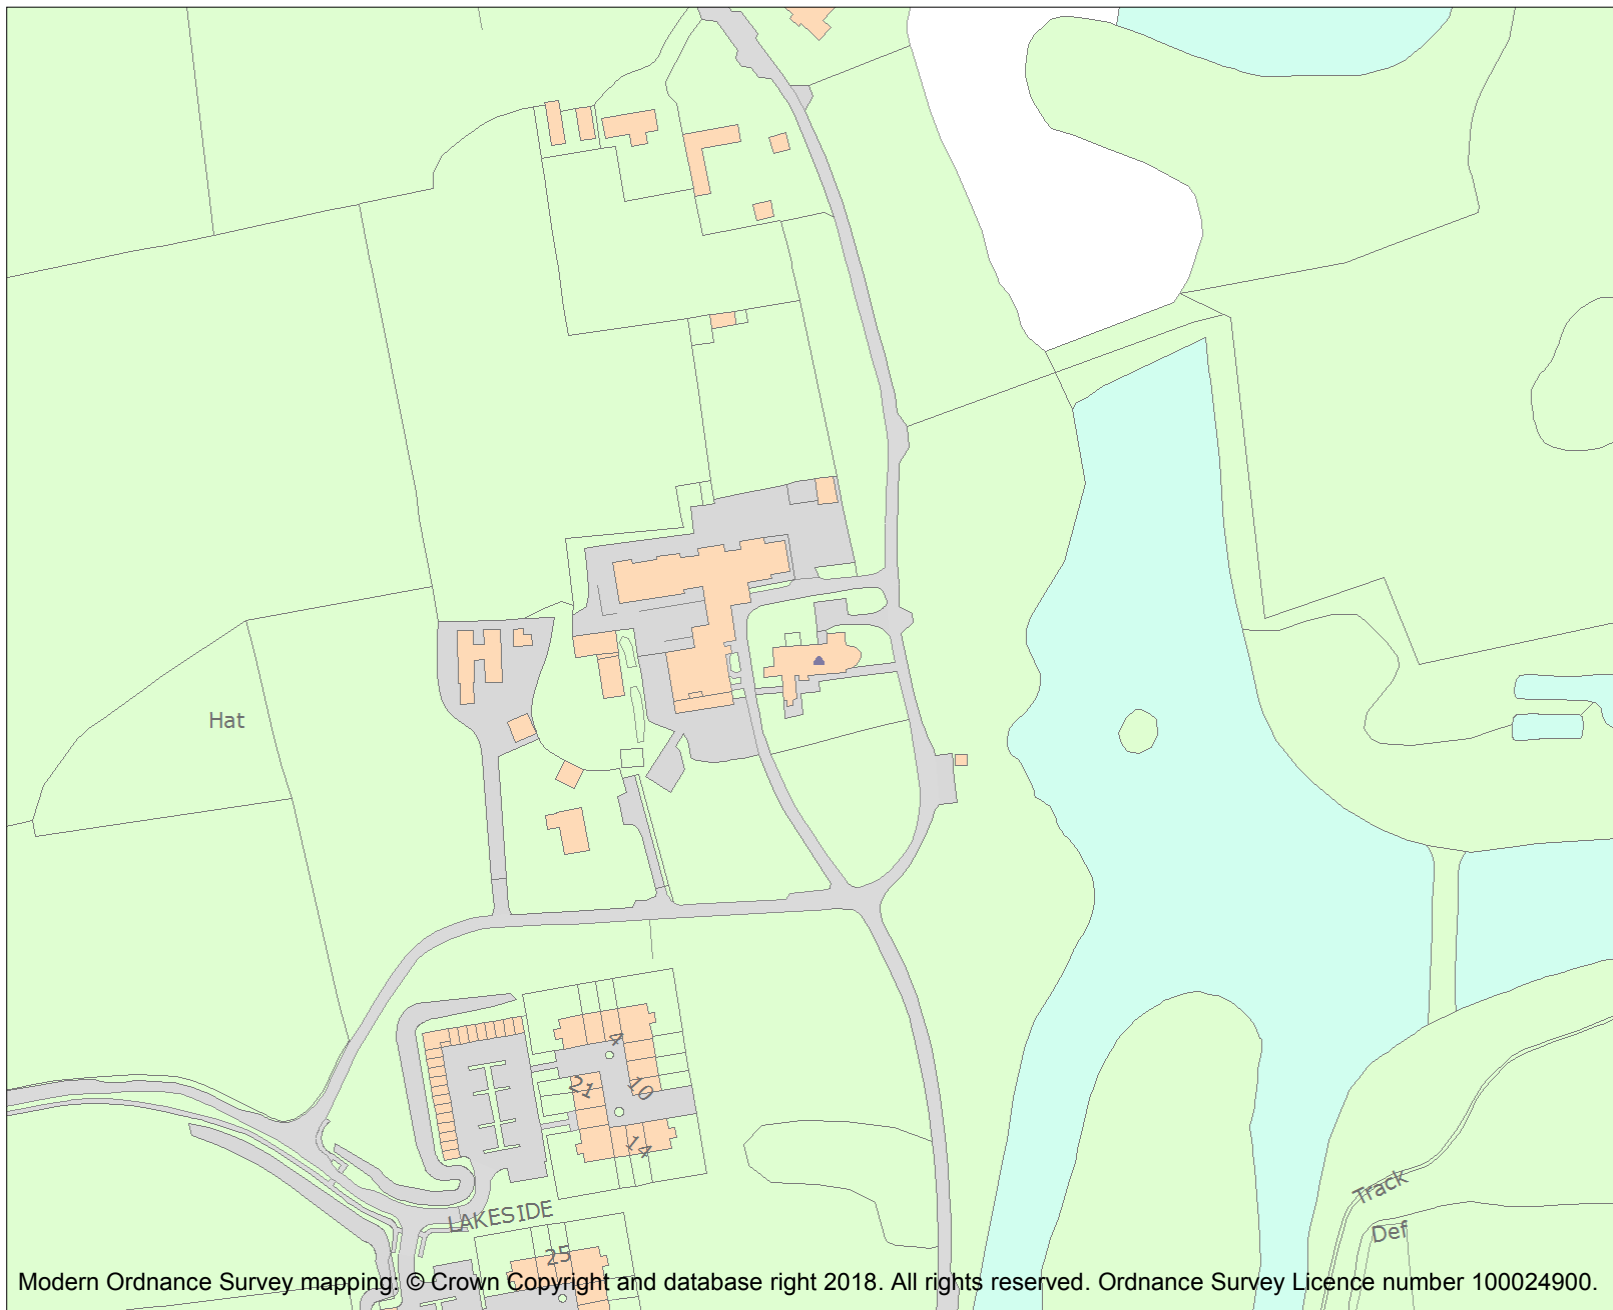 Hat
4
21
10
14
Track
LAKESIDE
Def
25
Modern Ordnance Survey mapping: © Crown Copyright and database right 2018. All rights reserved. Ordnance Survey Licence number 100024900.